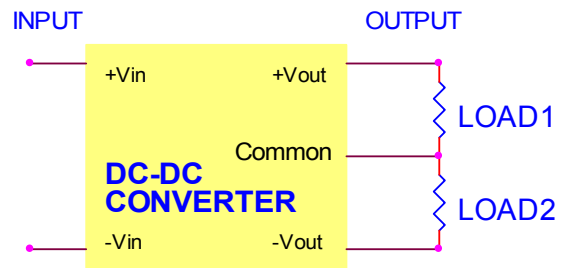 INPUT OUTPUT
+Vin +Vout
LOAD1
Common
DC-DC
CONVERTER
LOAD2
-Vin -Vout